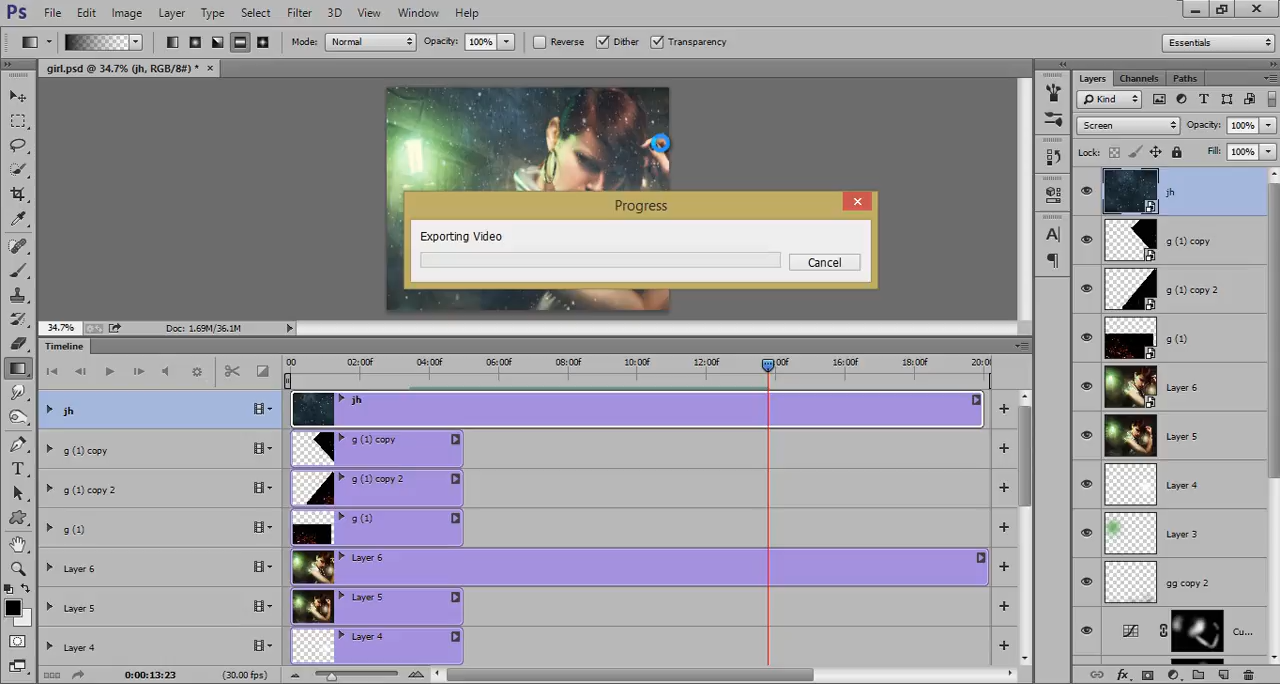 Ps File Edit Image Layer Type Select Filter 3D View Window Help
Mode: Normal Opacity: 100% Reverse Dither Transparency Essentials
girl.psd @ 34.7% (jh, RGB/8#) * ×
Layers Channels Paths
Kind
Screen Opacity: 100%
Lock: Fill: 100%
jh
g (1) copy
g (1) copy 2
g (1)
Layer 6
Layer 5
Layer 4
Layer 3
gg copy 2
Cu...
Progress
Exporting Video
Cancel
34.7% Doc: 1.69M/36.1M
Timeline
00 02:00f 04:00f 06:00f 08:00f 10:00f 12:00f 00f 16:00f 18:00f 20:0
jh jh
g (1) copy g (1) copy
g (1) copy 2 g (1) copy 2
g (1) g (1)
Layer 6 Layer 6
Layer 5 Layer 5
Layer 4 Layer 4
0:00:13:23 (30.00 fps)
A
T